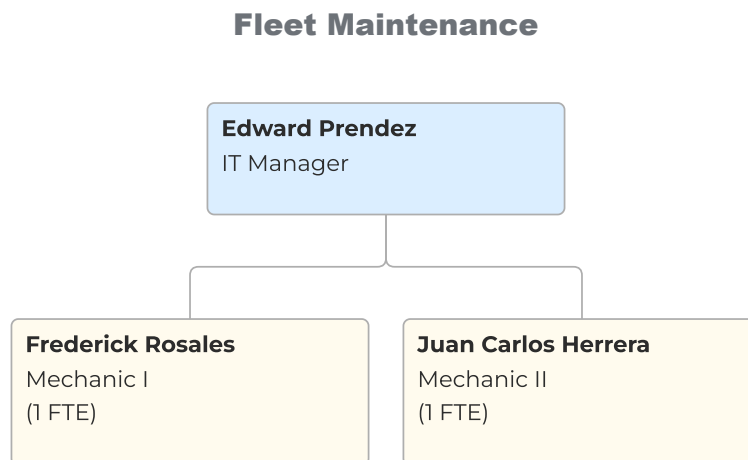 Fleet Maintenance
Edward Prendez
IT Manager
Frederick Rosales
Mechanic I
(1 FTE)
Juan Carlos Herrera
Mechanic II
(1 FTE)